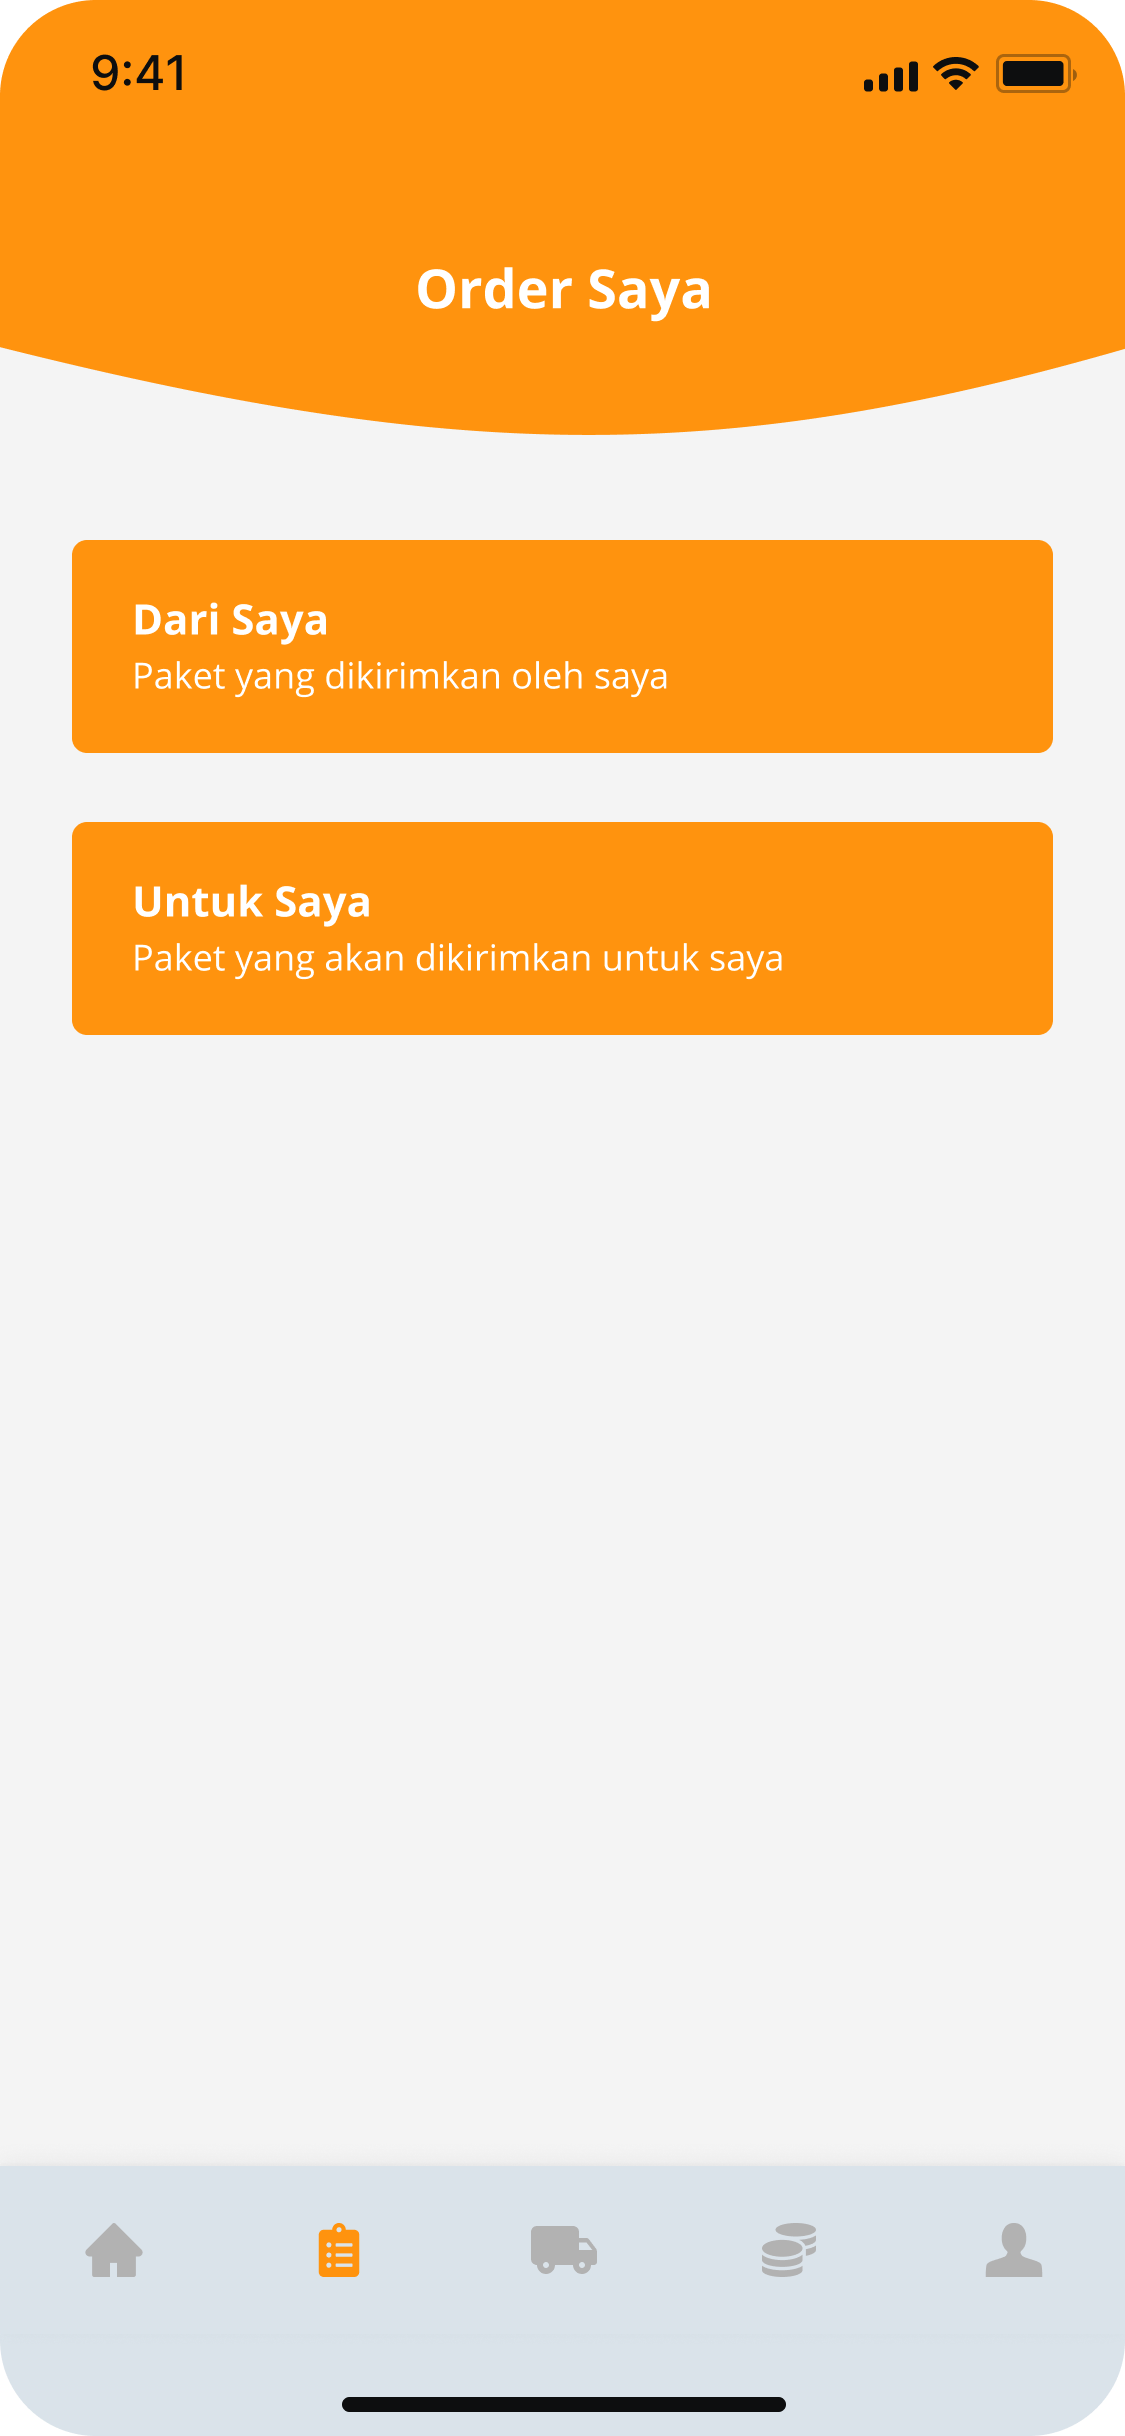 9:41
Order Saya
Dari Saya
Paket yang dikirimkan oleh saya
Untuk Saya
Paket yang akan dikirimkan untuk saya